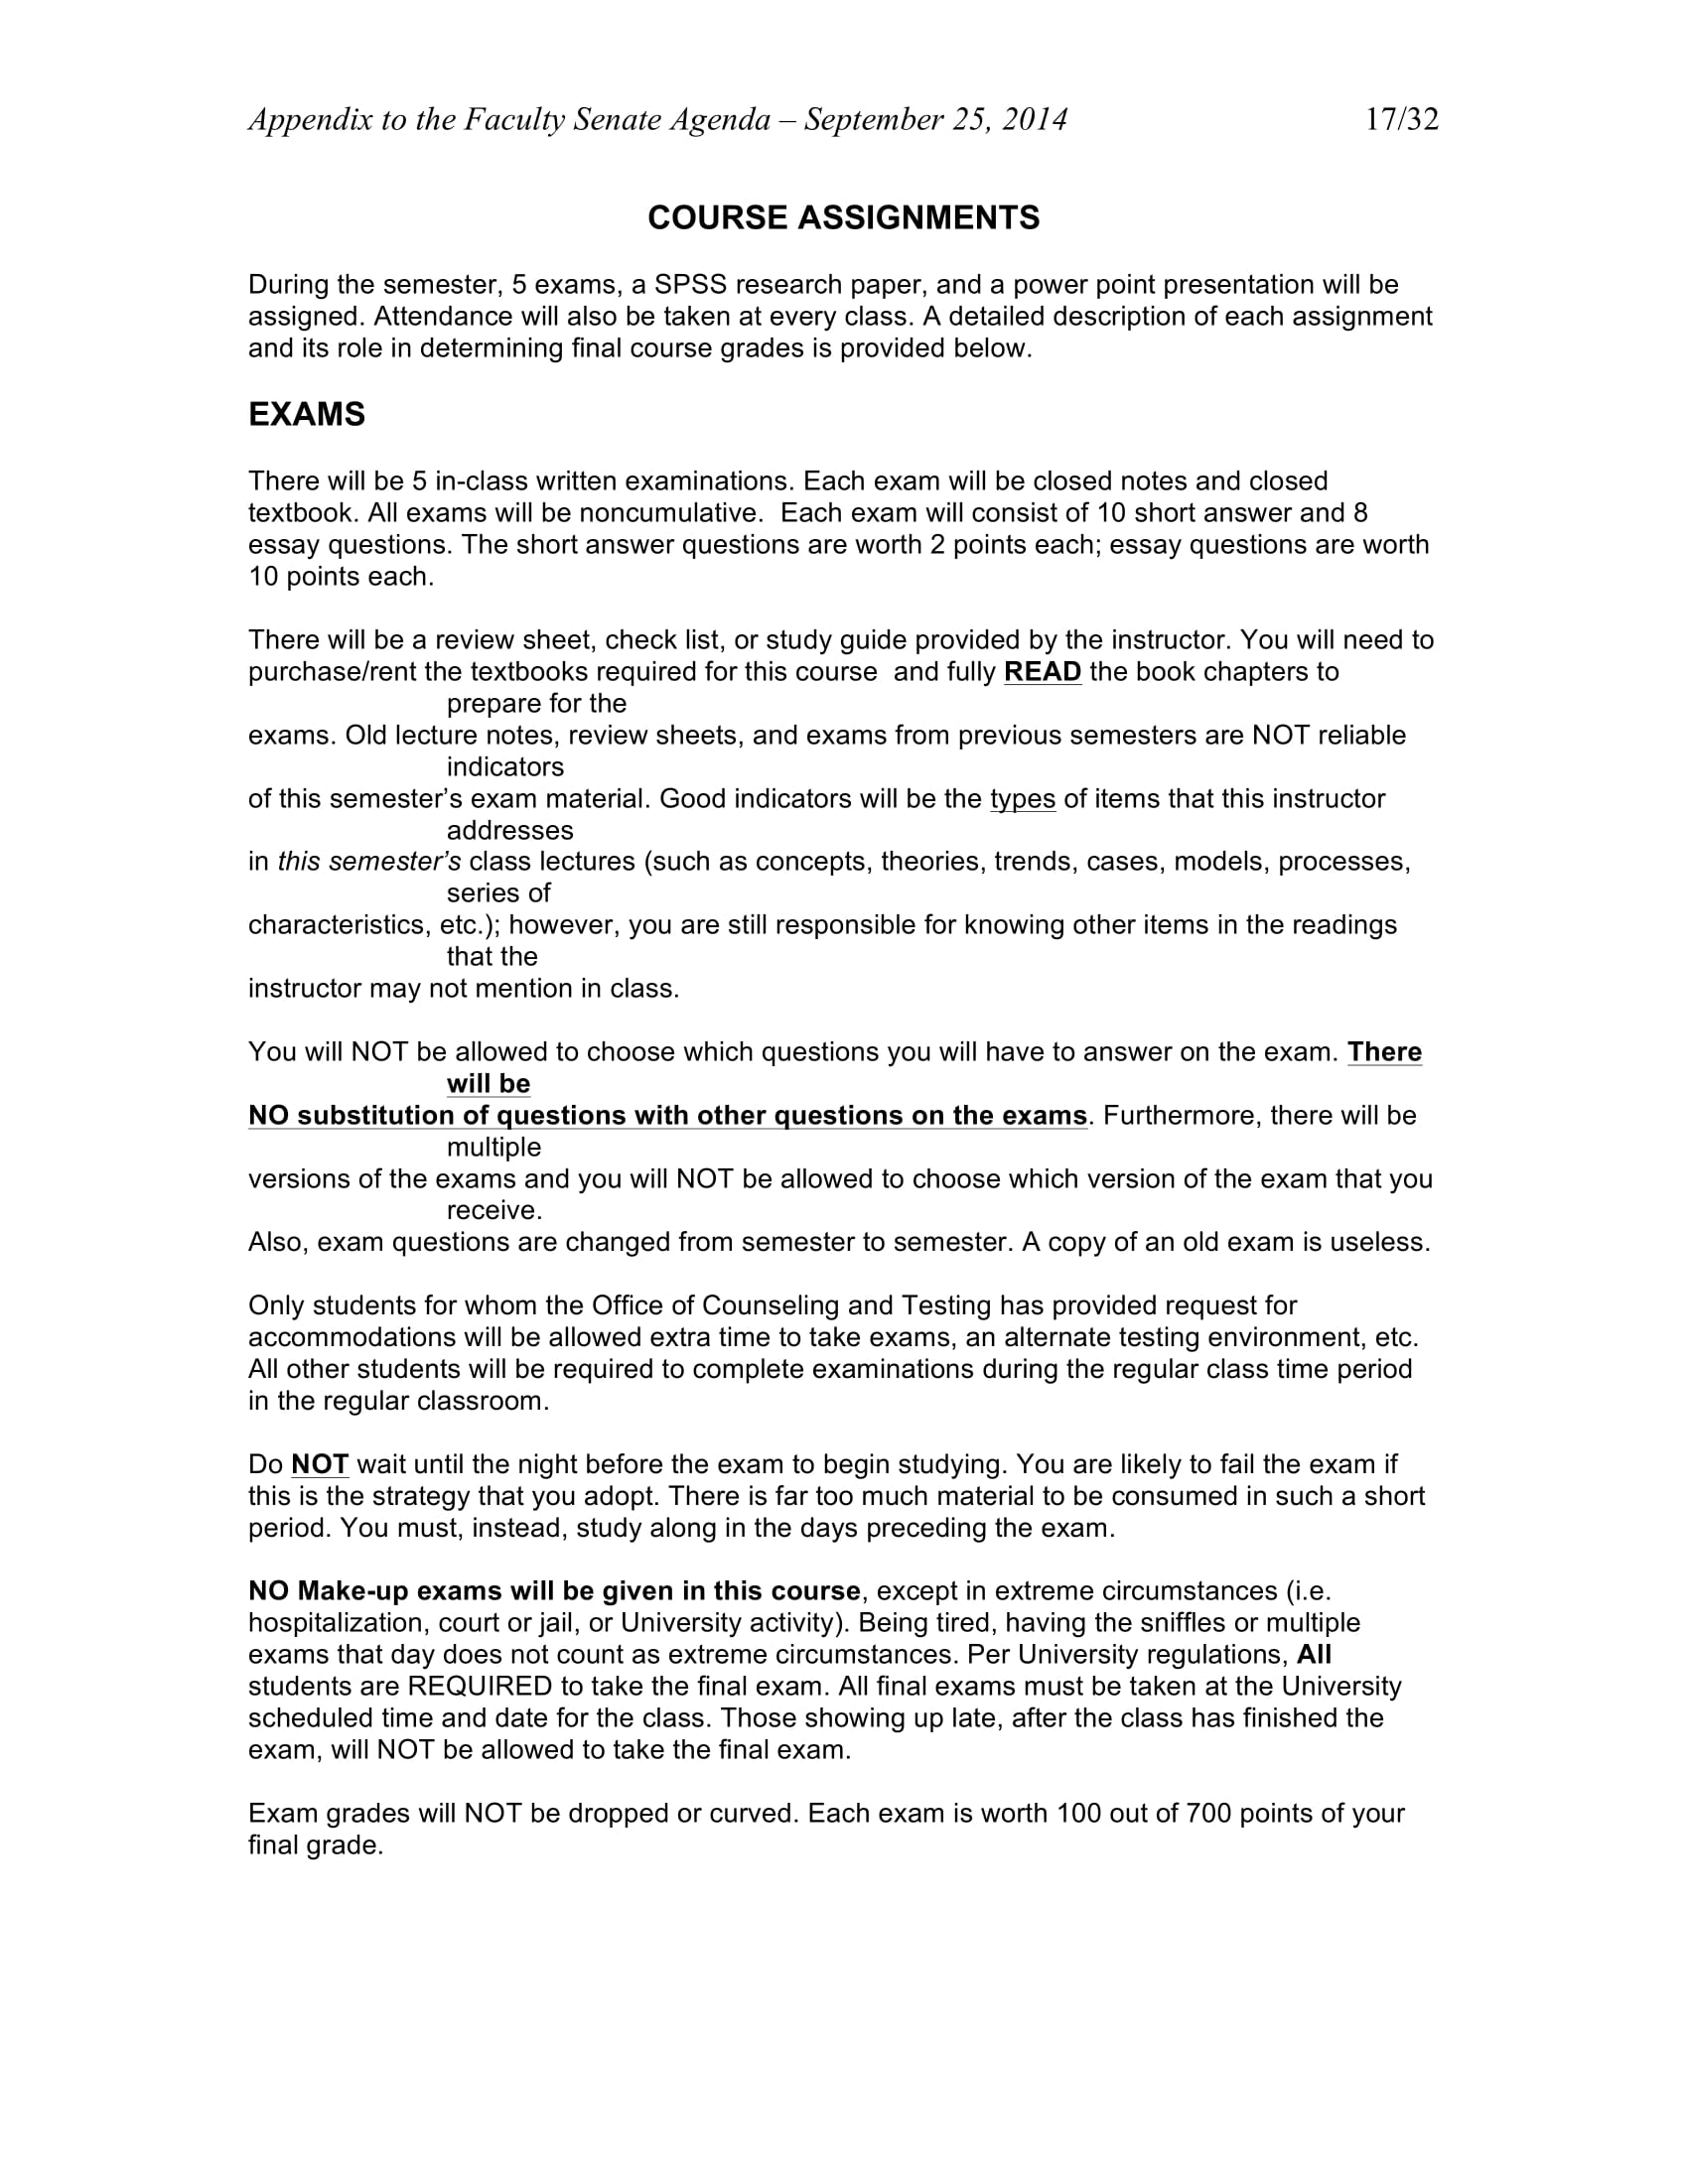 Appendix to the Faculty Senate Agenda – September 25, 2014 17/32
COURSE ASSIGNMENTS
During the semester, 5 exams, a SPSS research paper, and a power point presentation will be
assigned. Attendance will also be taken at every class. A detailed description of each assignment
and its role in determining final course grades is provided below.
EXAMS
There will be 5 in-class written examinations. Each exam will be closed notes and closed
textbook. All exams will be noncumulative.  Each exam will consist of 10 short answer and 8
essay questions. The short answer questions are worth 2 points each; essay questions are worth
10 points each.
There will be a review sheet, check list, or study guide provided by the instructor. You will need to
purchase/rent the textbooks required for this course  and fully READ the book chapters to
prepare for the
exams. Old lecture notes, review sheets, and exams from previous semesters are NOT reliable
indicators
of this semester’s exam material. Good indicators will be the types of items that this instructor
addresses
in this semester’s class lectures (such as concepts, theories, trends, cases, models, processes,
series of
characteristics, etc.); however, you are still responsible for knowing other items in the readings
that the
instructor may not mention in class.
You will NOT be allowed to choose which questions you will have to answer on the exam. There
will be
NO substitution of questions with other questions on the exams. Furthermore, there will be
multiple
versions of the exams and you will NOT be allowed to choose which version of the exam that you
receive.
Also, exam questions are changed from semester to semester. A copy of an old exam is useless.
Only students for whom the Office of Counseling and Testing has provided request for
accommodations will be allowed extra time to take exams, an alternate testing environment, etc.
All other students will be required to complete examinations during the regular class time period
in the regular classroom.
Do NOT wait until the night before the exam to begin studying. You are likely to fail the exam if
this is the strategy that you adopt. There is far too much material to be consumed in such a short
period. You must, instead, study along in the days preceding the exam.
NO Make-up exams will be given in this course, except in extreme circumstances (i.e.
hospitalization, court or jail, or University activity). Being tired, having the sniffles or multiple
exams that day does not count as extreme circumstances. Per University regulations, All
students are REQUIRED to take the final exam. All final exams must be taken at the University
scheduled time and date for the class. Those showing up late, after the class has finished the
exam, will NOT be allowed to take the final exam.
Exam grades will NOT be dropped or curved. Each exam is worth 100 out of 700 points of your
final grade.